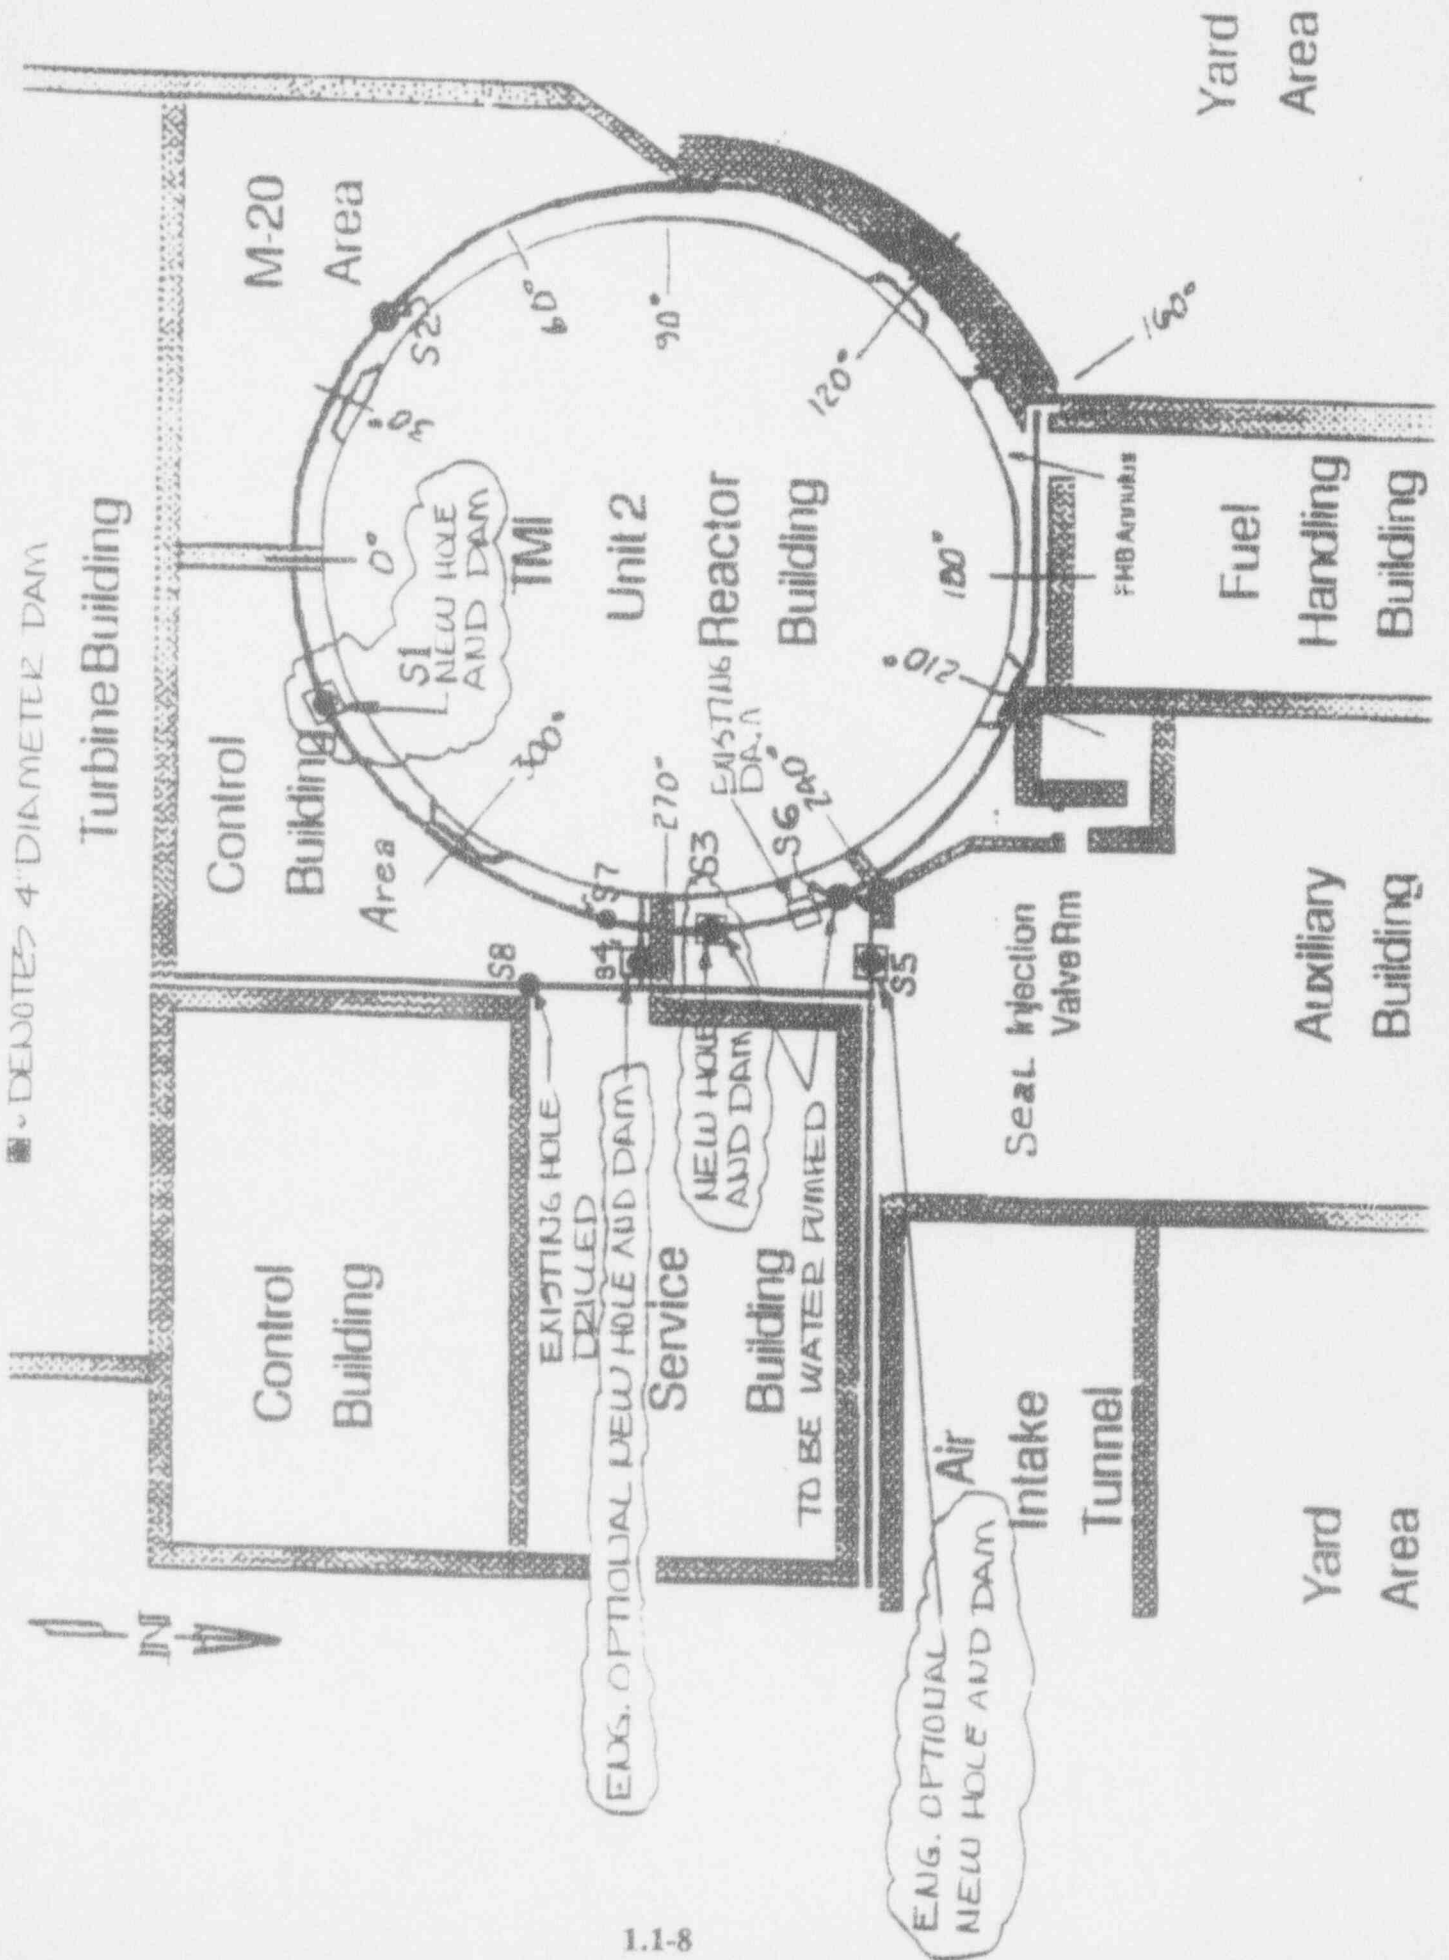 ■ - DENOTES 4" DIAMETER DAM
Turbine Building
Control
Building
Area
M-20
Area
Yard
Area
S1
NEW HOLE
AND DAM
0°
S2
60°
90°
120°
160°
180°
210°
240°
270°
TMI
Unit 2
Reactor
Building
EXISTING
S6
S3
S7
S8
S5
Control
Building
EXISTING HOLE
DRILLED
ENG. OPTIONAL NEW HOLE AND DAM
NEW HOLE
AND DAM
Service
Building
TO BE WATER PUMPED
FHB Annulus
Fuel
Handling
Building
Seal Injection
Valve Rm
Auxiliary
Building
Air
Intake
Tunnel
Yard
Area
N
ENG. OPTIONAL
NEW HOLE AND DAM
1.1-8